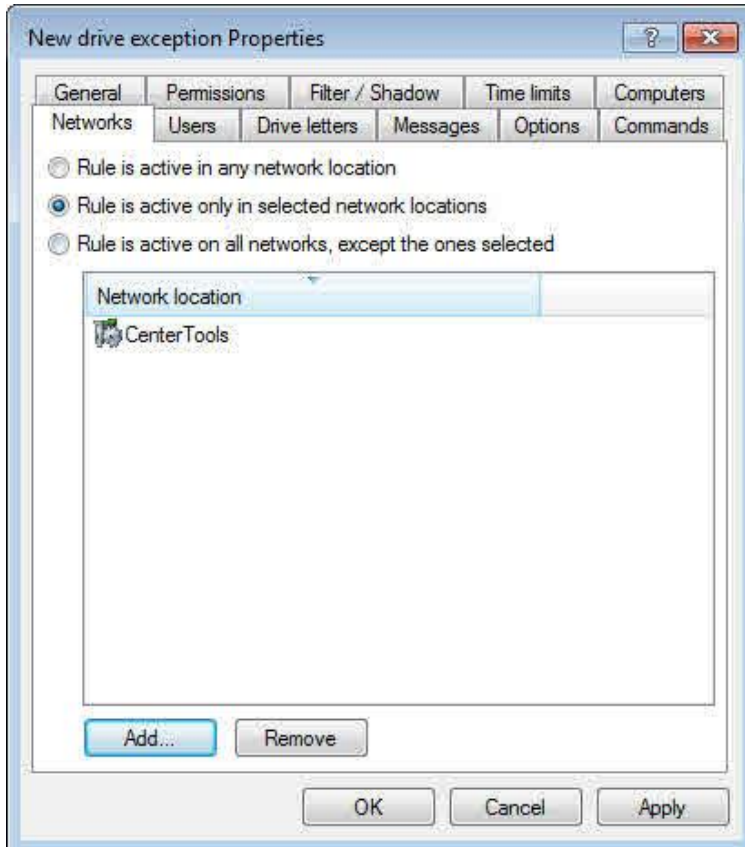 New drive exception Properties
General Permissions Filter / Shadow Time limits Computers
Networks Users Drive letters Messages Options Commands
Rule is active in any network location
Rule is active only in selected network locations
Rule is active on all networks, except the ones selected
Network location
CenterTools
Add... Remove
OK Cancel Apply